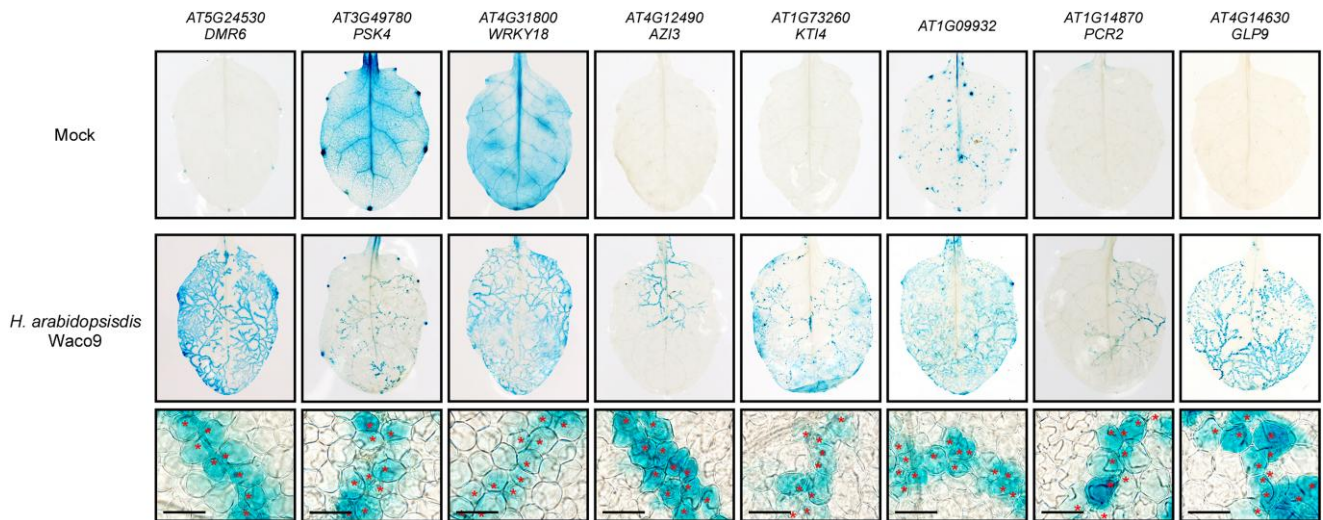 AT5G24530 AT3G49780 AT4G31800 AT4G12490 AT1G73260 AT1G09932 AT1G14870 AT4G14630
DMR6 PSK4 WRKY18 AZI3 KTI4 PCR2 GLP9
Mock
H. arabidopsisdis
Waco9